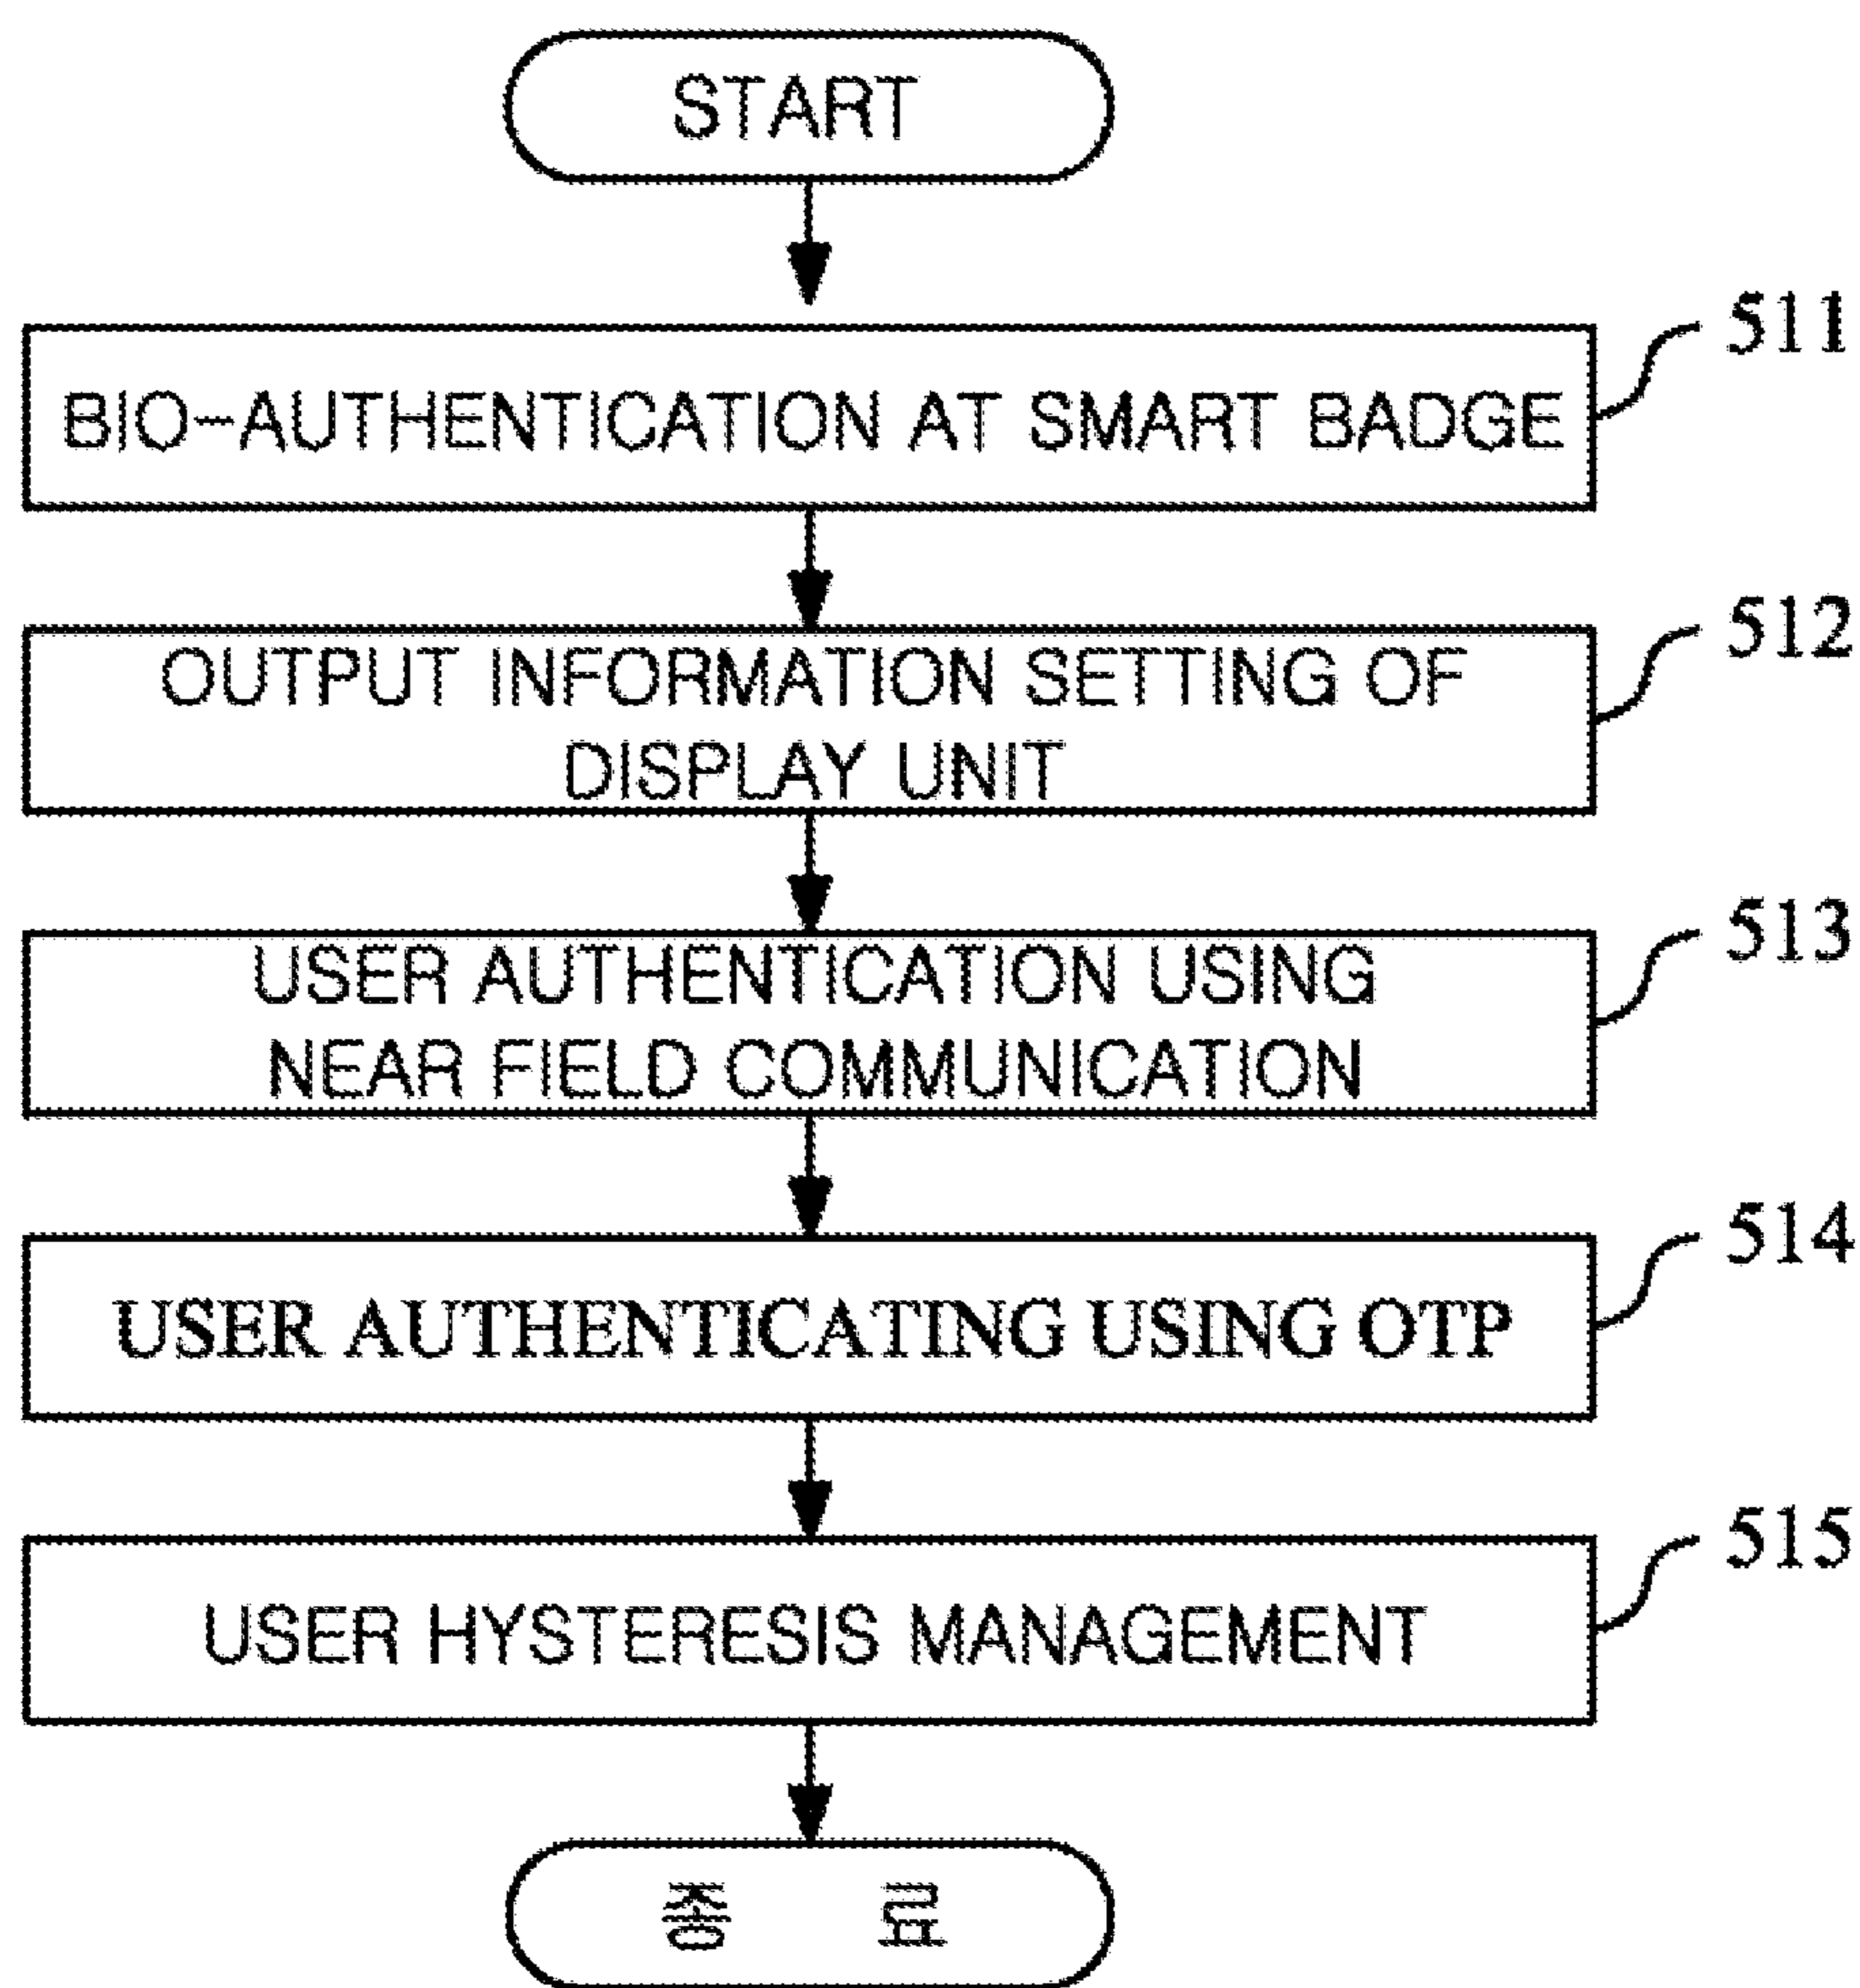 START
511
BIO-AUTHENTICATION AT SMART BADGE
512
OUTPUT INFORMATION SETTING OF
DISPLAY UNIT
513
USER AUTHENTICATION USING
NEAR FIELD COMMUNICATION
514
USER AUTHENTICATING USING OTP
515
USER HYSTERESIS MANAGEMENT
종 료